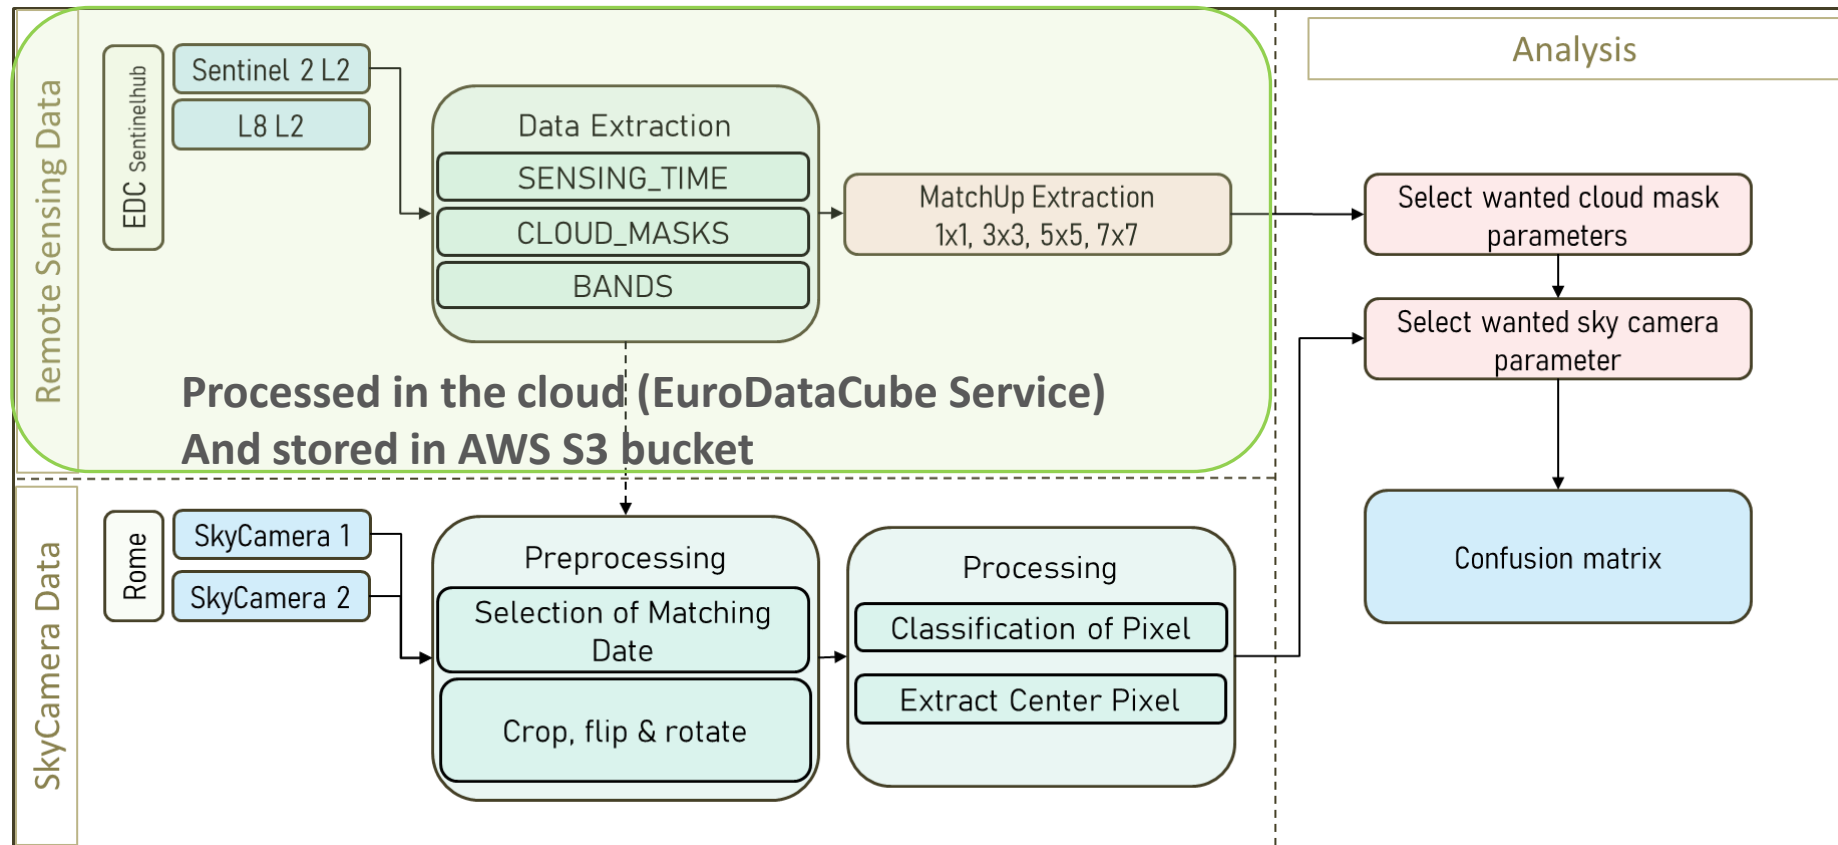 Remote Sensing Data
EDC Sentinelhub
Sentinel 2 L2
L8 L2
Data Extraction
SENSING_TIME
CLOUD_MASKS
BANDS
MatchUp Extraction
1x1, 3x3, 5x5, 7x7
Processed in the cloud (EuroDataCube Service)
And stored in AWS S3 bucket
Analysis
Select wanted cloud mask
parameters
Select wanted sky camera
parameter
Confusion matrix
SkyCamera Data
Rome
SkyCamera 1
SkyCamera 2
Preprocessing
Selection of Matching
Date
Crop, flip & rotate
Processing
Classification of Pixel
Extract Center Pixel